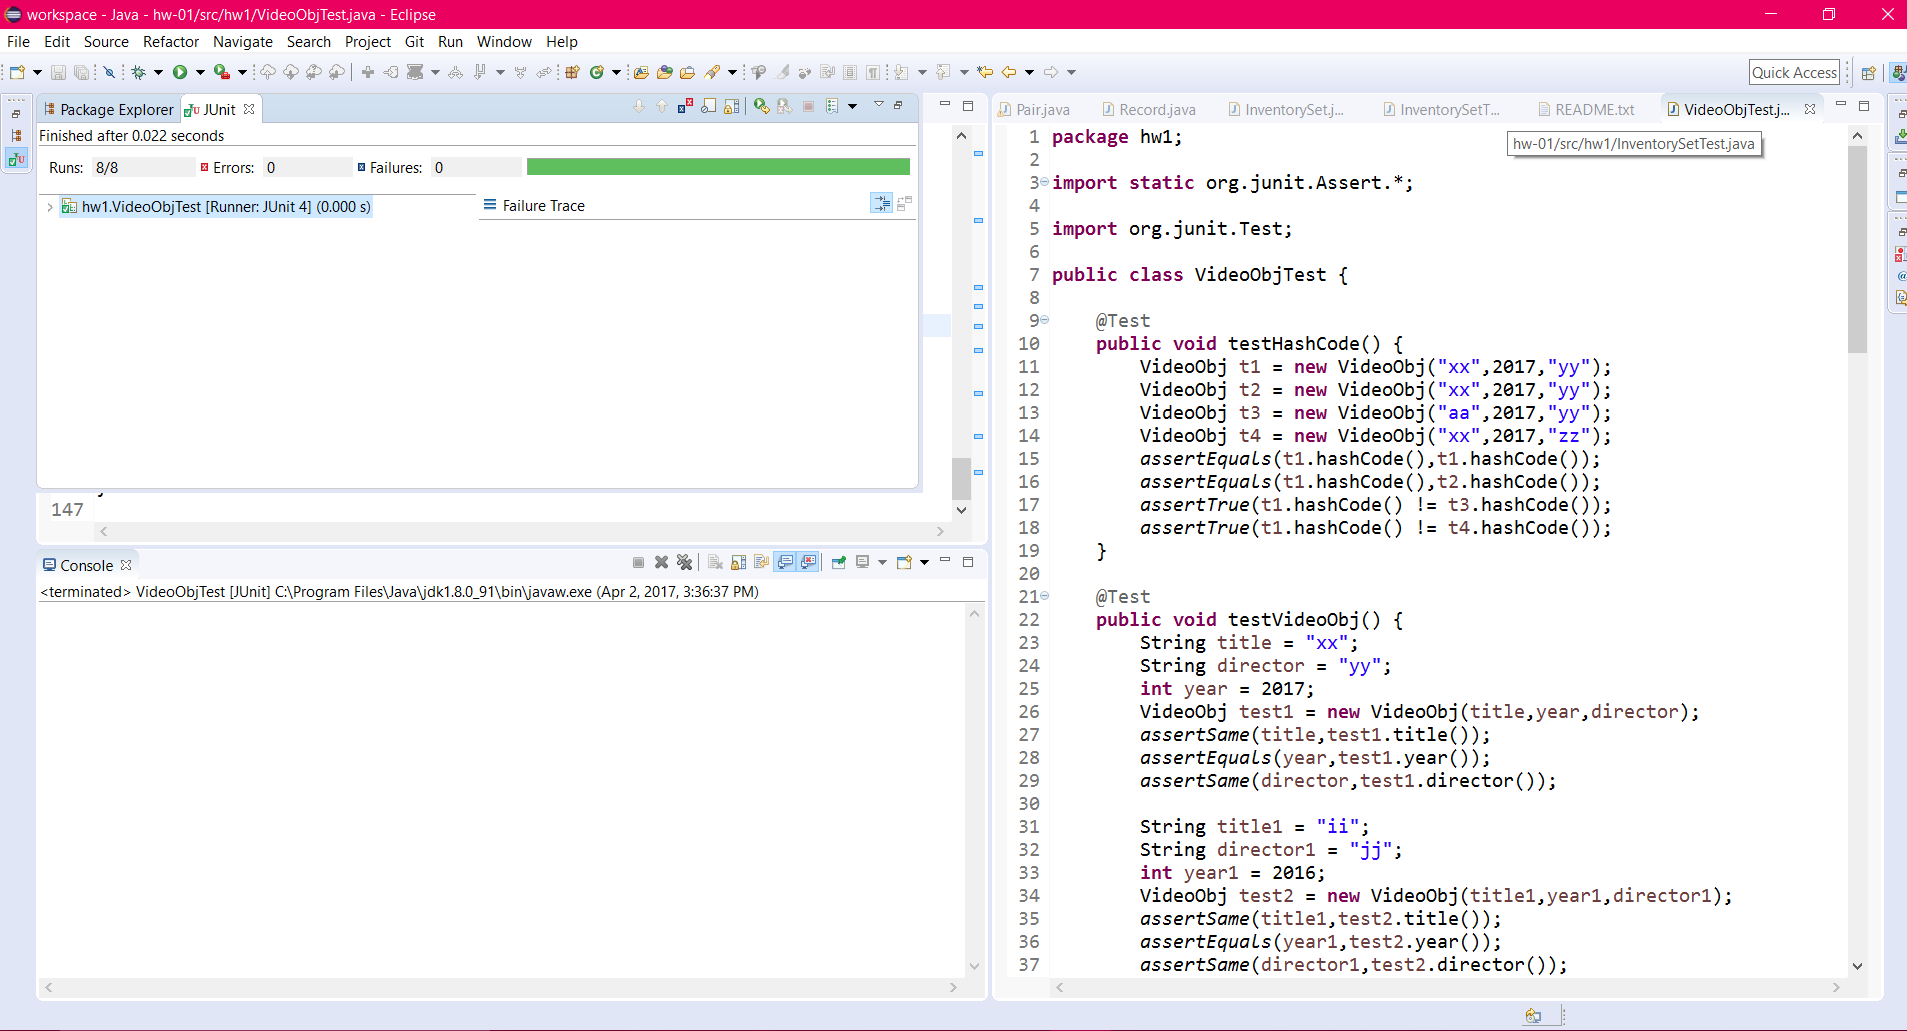 workspace - Java - hw-01/src/hw1/VideoObjTest.java - Eclipse
File Edit Source Refactor Navigate Search Project Git Run Window Help
Quick Access
Package Explorer JUnit
Finished after 0.022 seconds
Runs: 8/8 Errors: 0 Failures: 0
hw1.VideoObjTest [Runner: JUnit 4] (0.000 s)
Failure Trace
147
Console
<terminated> VideoObjTest [JUnit] C:\Program Files\Java\jdk1.8.0_91\bin\javaw.exe (Apr 2, 2017, 3:36:37 PM)
Pair.java Record.java InventorySet.j... InventorySetT... README.txt VideoObjTest.j...
hw-01/src/hw1/InventorySetTest.java
1 package hw1;
2
3 import static org.junit.Assert.*;
4
5 import org.junit.Test;
6
7 public class VideoObjTest {
8
9 @Test
10 public void testHashCode() {
11 VideoObj t1 = new VideoObj("xx",2017,"yy");
12 VideoObj t2 = new VideoObj("xx",2017,"yy");
13 VideoObj t3 = new VideoObj("aa",2017,"yy");
14 VideoObj t4 = new VideoObj("xx",2017,"zz");
15 assertEquals(t1.hashCode(),t1.hashCode());
16 assertEquals(t1.hashCode(),t2.hashCode());
17 assertTrue(t1.hashCode() != t3.hashCode());
18 assertTrue(t1.hashCode() != t4.hashCode());
19 }
20
21 @Test
22 public void testVideoObj() {
23 String title = "xx";
24 String director = "yy";
25 int year = 2017;
26 VideoObj test1 = new VideoObj(title,year,director);
27 assertSame(title,test1.title());
28 assertEquals(year,test1.year());
29 assertSame(director,test1.director());
30
31 String title1 = "ii";
32 String director1 = "jj";
33 int year1 = 2016;
34 VideoObj test2 = new VideoObj(title1,year1,director1);
35 assertSame(title1,test2.title());
36 assertEquals(year1,test2.year());
37 assertSame(director1,test2.director());